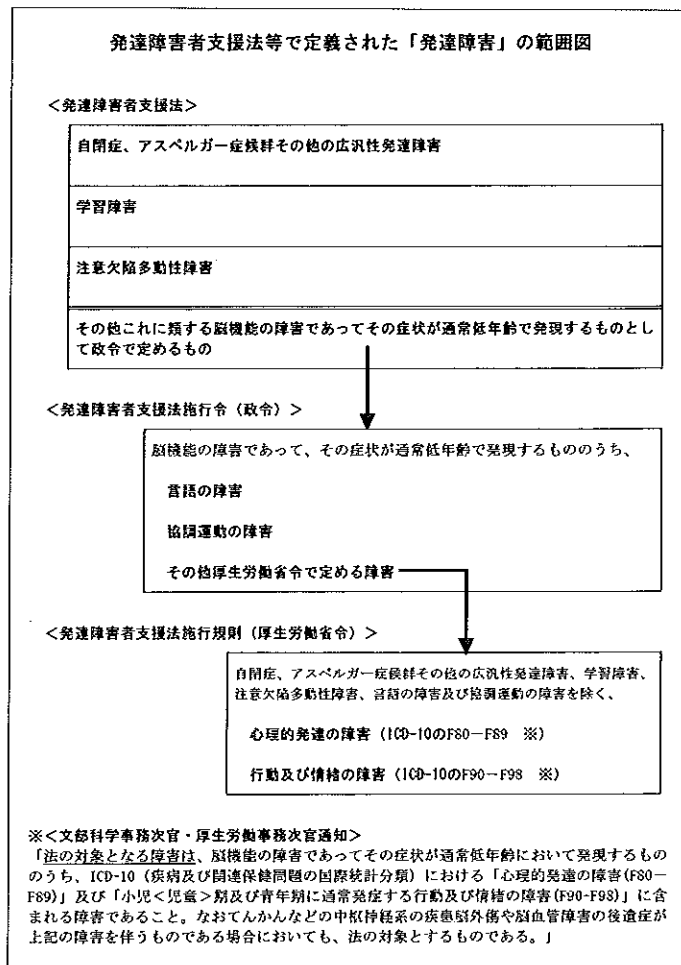 発達障害者支援法等で定義された「発達障害」の範囲図
＜発達障害者支援法＞
自閉症、アスペルガー症候群その他の広汎性発達障害
学習障害
注意欠陥多動性障害
その他これに類する脳機能の障害であってその症状が通常低年齢で発現するものとし
て政令で定めるもの
＜発達障害者支援法施行令（政令）＞
脳機能の障害であって、その症状が通常低年齢で発現するもののうち、
言語の障害
協調運動の障害
その他厚生労働省令で定める障害
＜発達障害者支援法施行規則（厚生労働省令）＞
自閉症、アスペルガー症候群その他の広汎性発達障害、学習障害、
注意欠陥多動性障害、言語の障害及び協調運動の障害を除く、
心理的発達の障害（ICD-10のF80－F89　※）
行動及び情緒の障害（ICD-10のF90－F98　※）
※＜文部科学事務次官・厚生労働事務次官通知＞
「法の対象となる障害は、脳機能の障害であってその症状が通常低年齢において発現するもの
のうち、ICD-10（疾病及び関連保健問題の国際統計分類）における「心理的発達の障害(F80－
F89)」及び「小児＜児童＞期及び青年期に通常発症する行動及び情緒の障害(F90-F98)」に含
まれる障害であること。なおてんかんなどの中枢神経系の疾患脳外傷や脳血管障害の後遺症が
上記の障害を伴うものである場合においても、法の対象とするものである。」